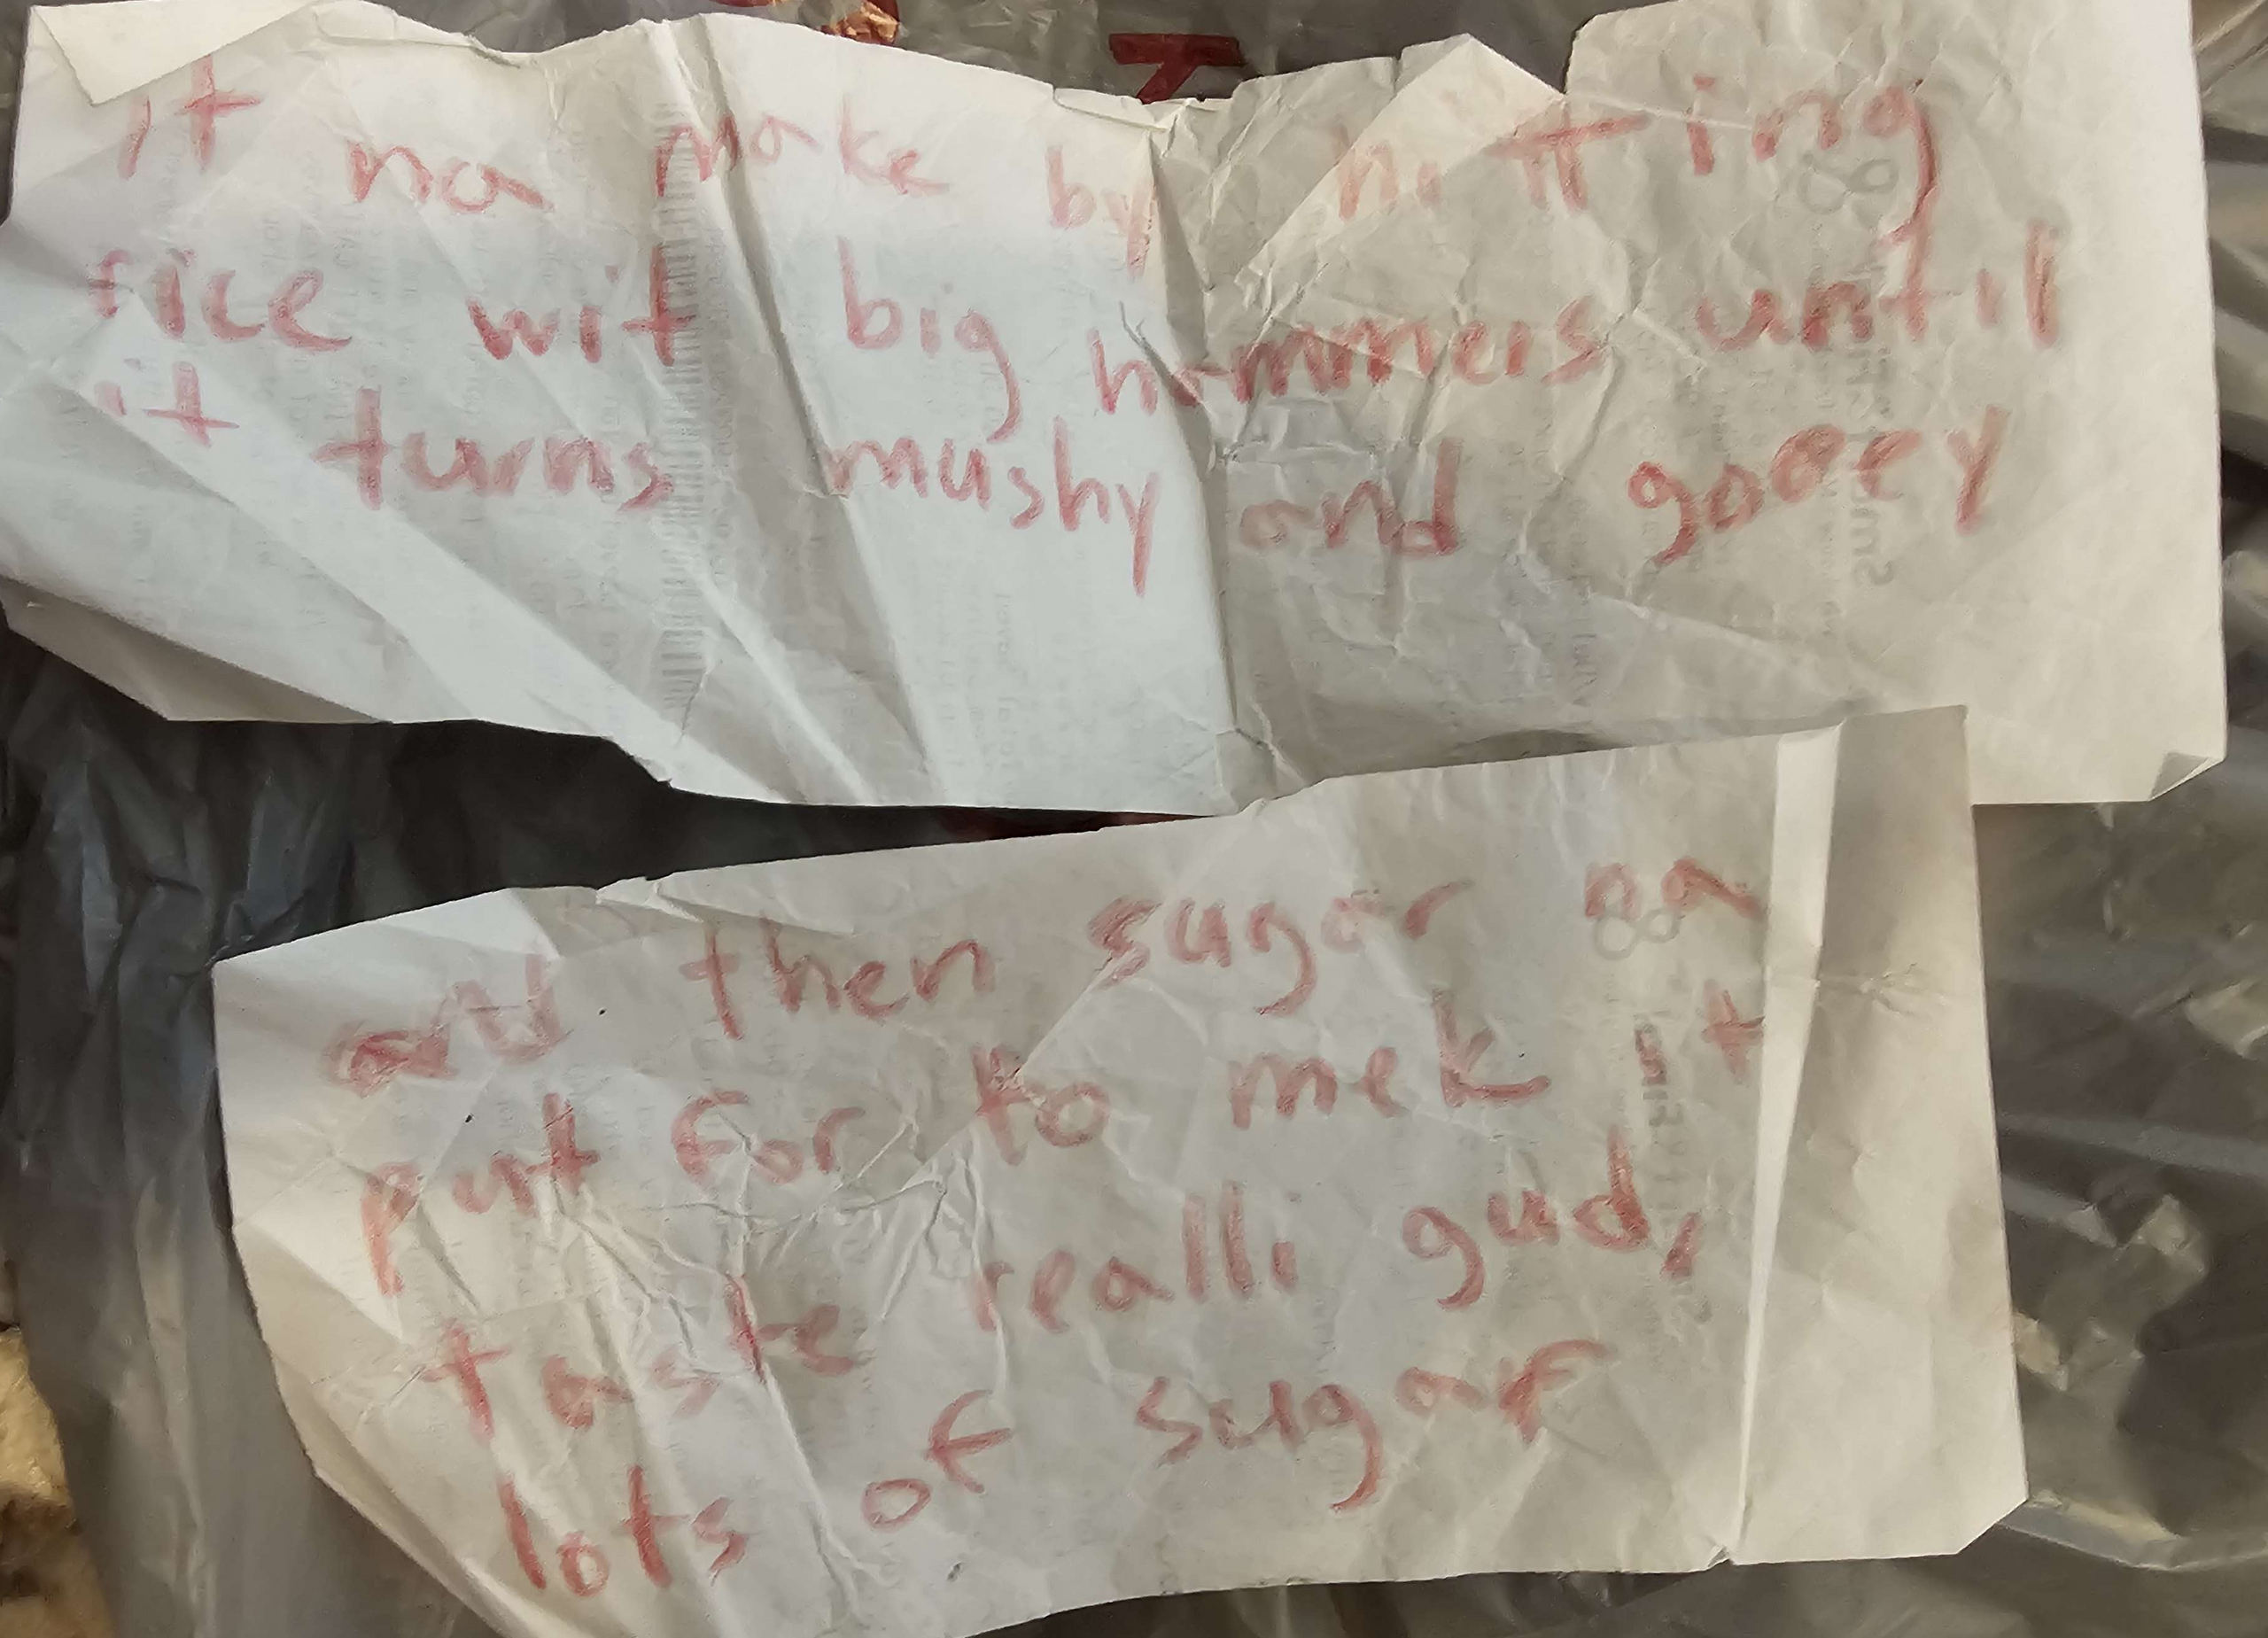 it na make by hitting
rice wit big hammers until
it turns mushy and gooey
and then sugar na
put for to mek it
taste realli gud,
lots of sugar